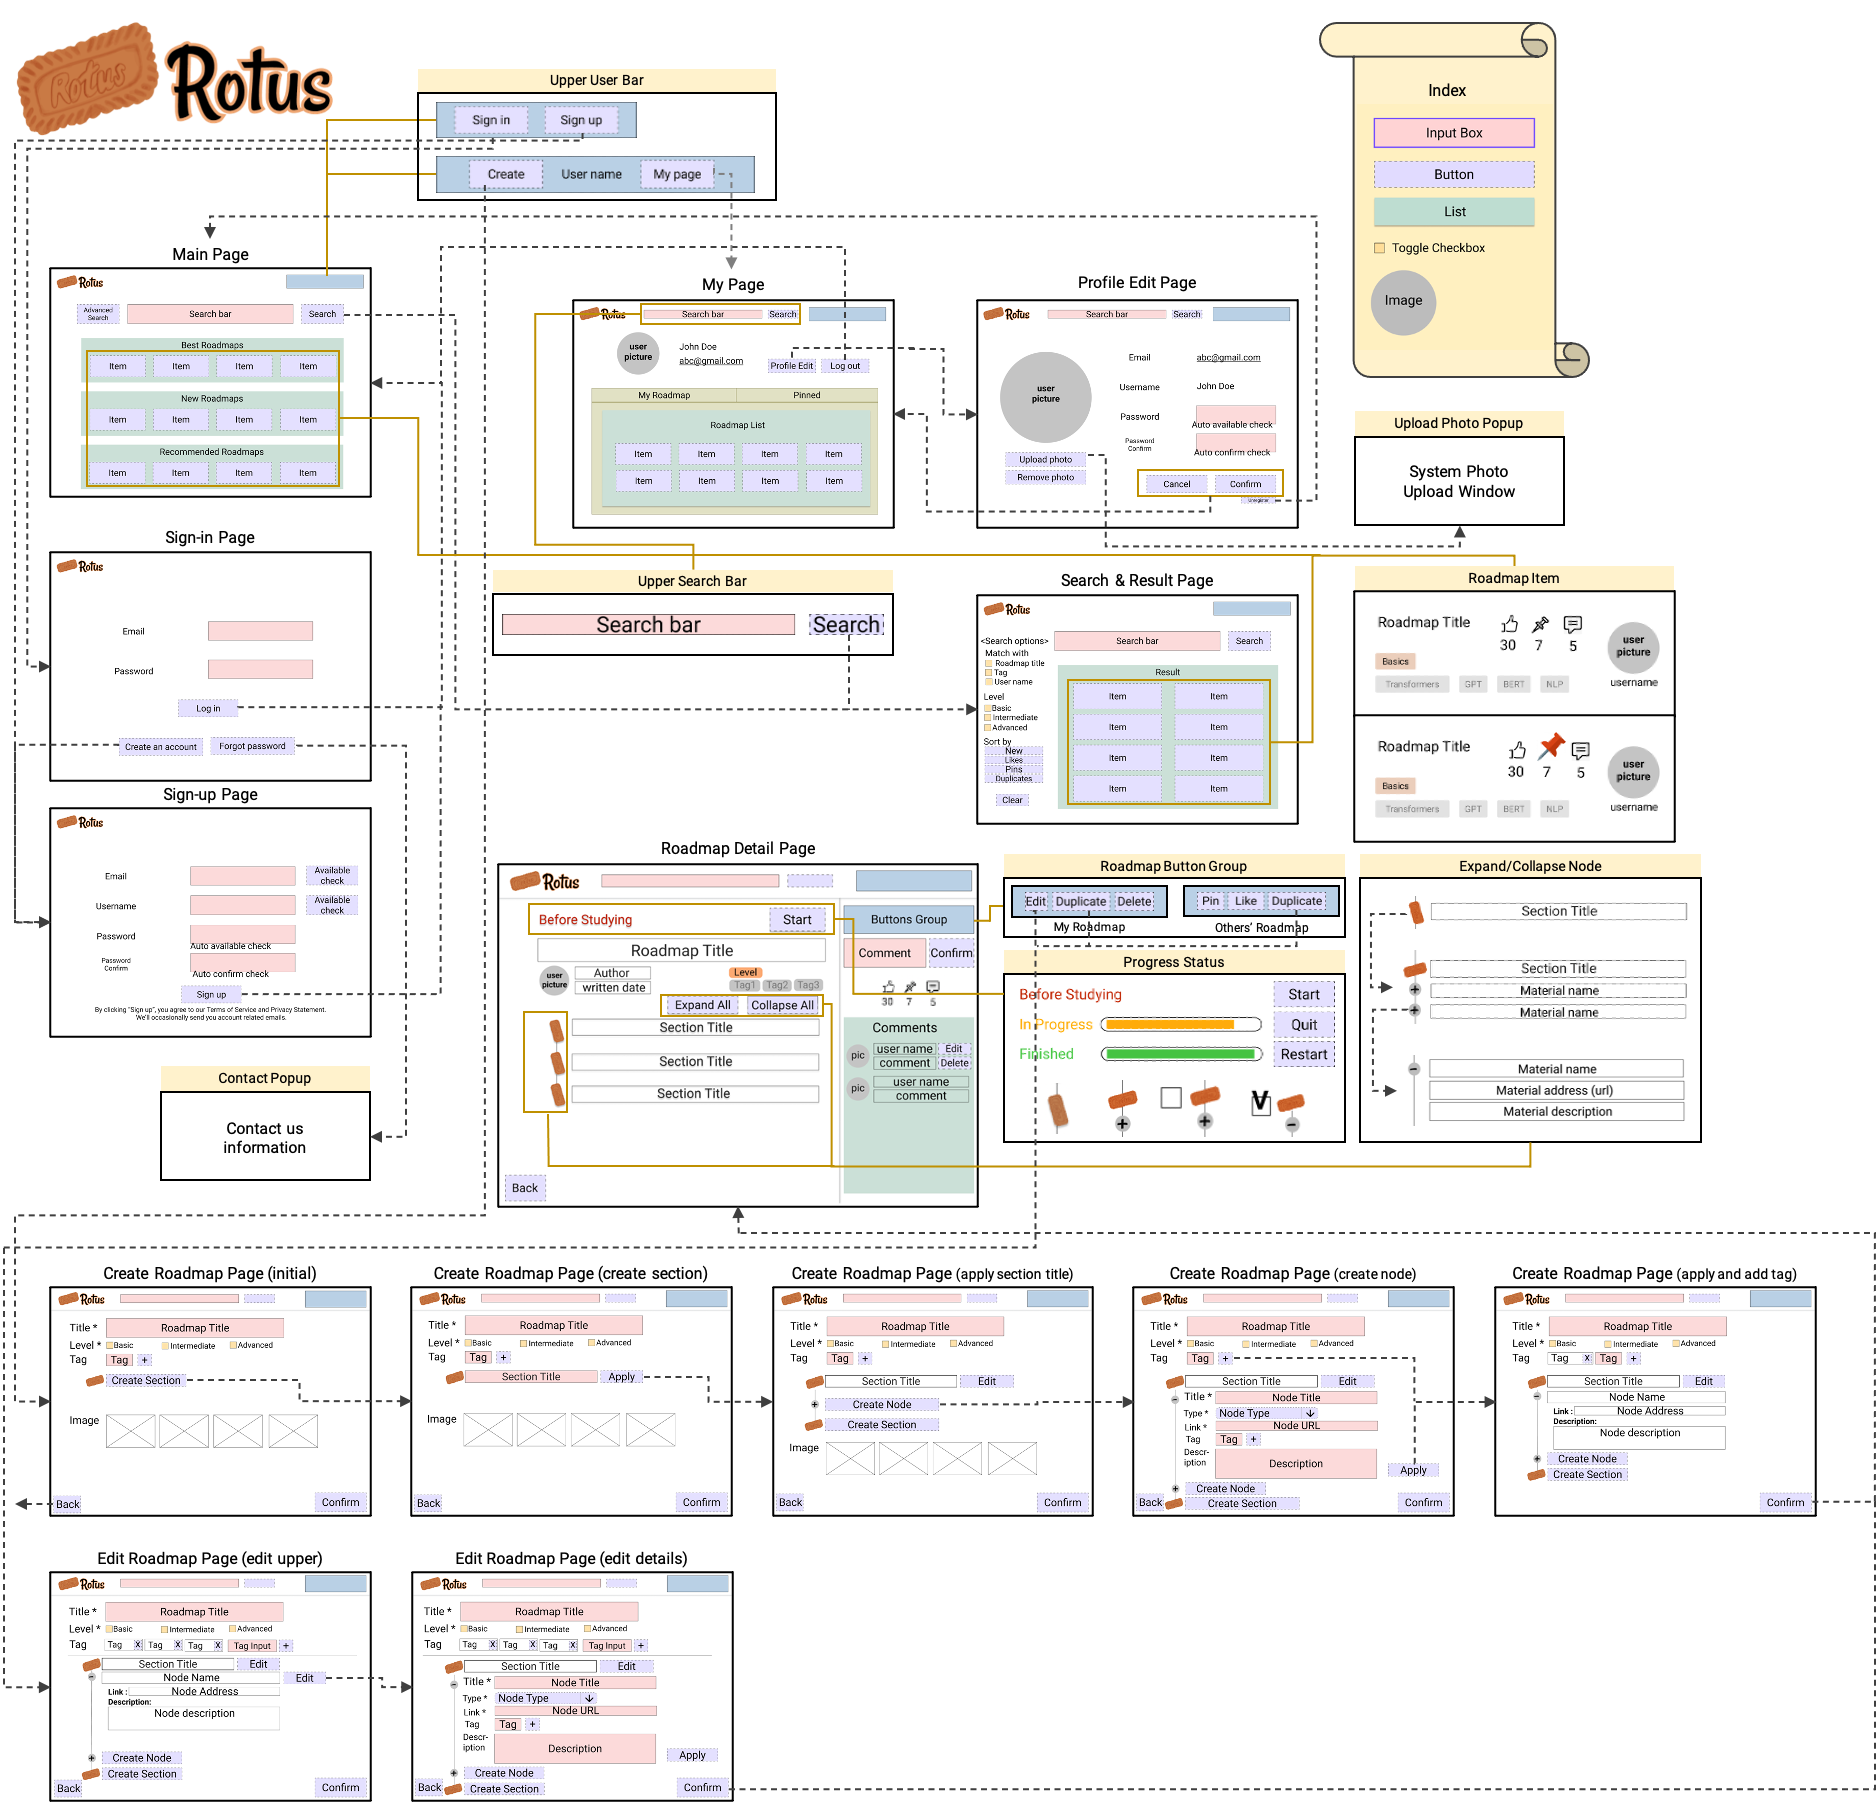 Rotus
Rotus
Upper User Bar
Sign in
Sign up
Create
User name
My page
Index
Input Box
Button
List
Toggle Checkbox
Image
Main Page
Rotus
Advanced
Search
Search bar
Search
Best Roadmaps
Item Item Item Item
New Roadmaps
Item Item Item Item
Recommended Roadmaps
Item Item Item Item
My Page
Rotus
Search bar
Search
user
picture
John Doe
abc@gmail.com
Profile Edit
Log out
My Roadmap
Pinned
Roadmap List
Item Item Item Item
Item Item Item Item
Profile Edit Page
Rotus
Search bar
Search
user
picture
Email
abc@gmail.com
Username
John Doe
Password
Auto available check
Password
Confirm
Auto confirm check
Upload photo
Remove photo
Cancel
Confirm
Unregister
Upload Photo Popup
System Photo
Upload Window
Sign-in Page
Rotus
Email
Password
Log in
Create an account
Forgot password
Upper Search Bar
Search bar
Search
Search & Result Page
Rotus
<Search options>
Search bar
Search
Match with
Roadmap title
Tag
User name
Level
Basic
Intermediate
Advanced
Sort by
New
Likes
Pins
Duplicates
Clear
Result
Item Item
Item Item
Item Item
Item Item
Roadmap Item
Roadmap Title
30 7 5
user
picture
username
Basics
Transformers GPT BERT NLP
Roadmap Title
30 7 5
user
picture
username
Basics
Transformers GPT BERT NLP
Sign-up Page
Rotus
Email
Available
check
Username
Available
check
Password
Auto available check
Password
Confirm
Auto confirm check
Sign up
By clicking "Sign up", you agree to our Terms of Service and Privacy Statement.
We'll occasionally send you account related emails.
Contact Popup
Contact us
information
Roadmap Detail Page
Rotus
Before Studying
Start
Buttons Group
Roadmap Title
Comment
Confirm
user
picture
Author
written date
Level
Tag1 Tag2 Tag3
30 7 5
Expand All
Collapse All
Section Title
Section Title
Section Title
Comments
pic
user name
Edit
comment
Delete
pic
user name
comment
Back
Roadmap Button Group
Edit Duplicate Delete
My Roadmap
Pin Like Duplicate
Others' Roadmap
Progress Status
Before Studying
Start
In Progress
Quit
Finished
Restart
V
Expand/Collapse Node
Section Title
Section Title
Material name
Material name
Material name
Material address (url)
Material description
Create Roadmap Page (initial)
Rotus
Title *
Roadmap Title
Level *
Basic
Intermediate
Advanced
Tag
Tag
+
Create Section
Image
Back
Confirm
Create Roadmap Page (create section)
Rotus
Title *
Roadmap Title
Level *
Basic
Intermediate
Advanced
Tag
Tag
+
Section Title
Apply
Image
Back
Confirm
Create Roadmap Page (apply section title)
Rotus
Title *
Roadmap Title
Level *
Basic
Intermediate
Advanced
Tag
Tag
+
Section Title
Edit
Create Node
Create Section
Image
Back
Confirm
Create Roadmap Page (create node)
Rotus
Title *
Roadmap Title
Level *
Basic
Intermediate
Advanced
Tag
Tag
+
Section Title
Edit
Title *
Node Title
Type *
Node Type
Link *
Node URL
Tag
Tag
+
Descr-
iption
Description
Apply
Create Node
Create Section
Back
Confirm
Create Roadmap Page (apply and add tag)
Rotus
Title *
Roadmap Title
Level *
Basic
Intermediate
Advanced
Tag
Tag X
Tag
+
Section Title
Edit
Node Name
Link :
Node Address
Description:
Node description
Create Node
Create Section
Confirm
Edit Roadmap Page (edit upper)
Rotus
Title *
Roadmap Title
Level *
Basic
Intermediate
Advanced
Tag
Tag X Tag X Tag X
Tag Input
+
Section Title
Edit
Node Name
Edit
Link :
Node Address
Description:
Node description
Create Node
Create Section
Back
Confirm
Edit Roadmap Page (edit details)
Rotus
Title *
Roadmap Title
Level *
Basic
Intermediate
Advanced
Tag
Tag X Tag X Tag X
Tag Input
+
Section Title
Edit
Title *
Node Title
Type *
Node Type
Link *
Node URL
Tag
Tag
+
Descr-
iption
Description
Apply
Create Node
Create Section
Back
Confirm